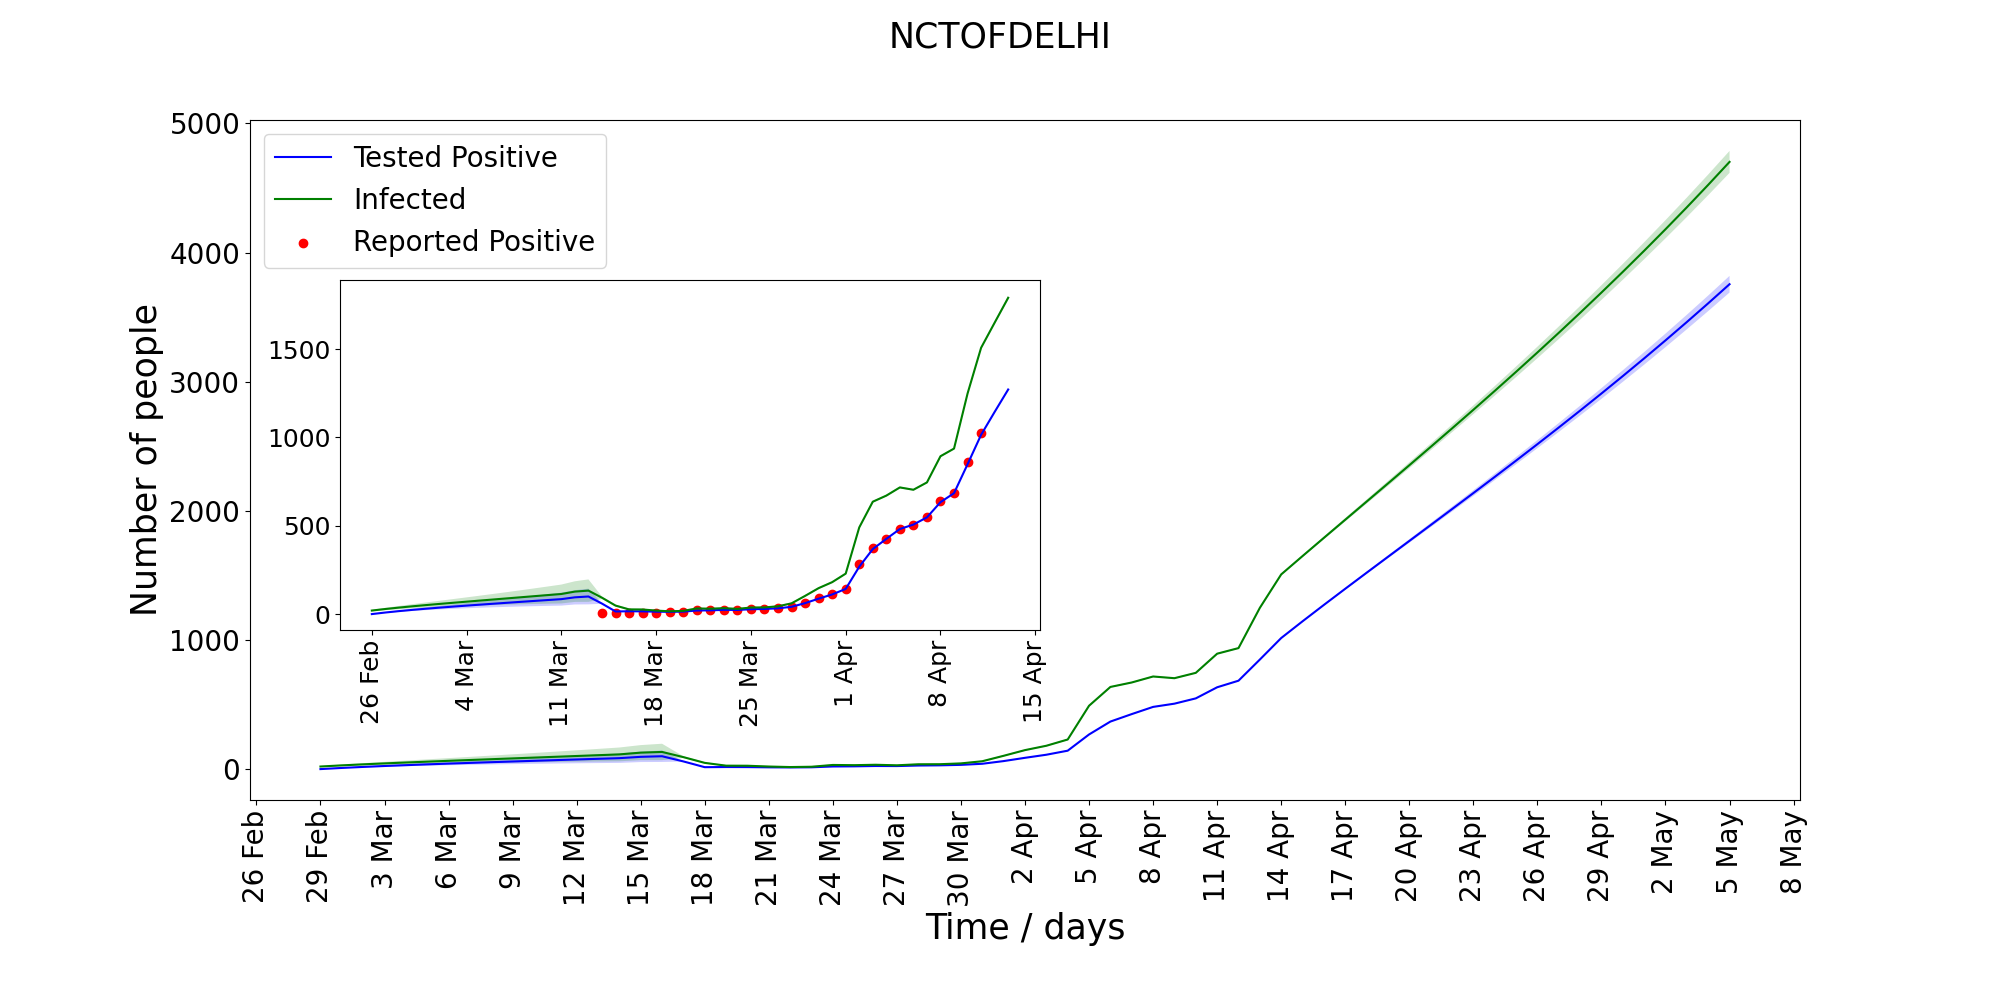 NCTOFDELHI
5000
4000
3000
2000
1000
0
Number of people
Tested Positive
Infected
Reported Positive
1500
1000
500
0
26 Feb
4 Mar
11 Mar
18 Mar
25 Mar
1 Apr
8 Apr
15 Apr
26 Feb
29 Feb
3 Mar
6 Mar
9 Mar
12 Mar
15 Mar
18 Mar
21 Mar
24 Mar
27 Mar
30 Mar
2 Apr
5 Apr
8 Apr
11 Apr
14 Apr
17 Apr
20 Apr
23 Apr
26 Apr
29 Apr
2 May
5 May
8 May
Time / days